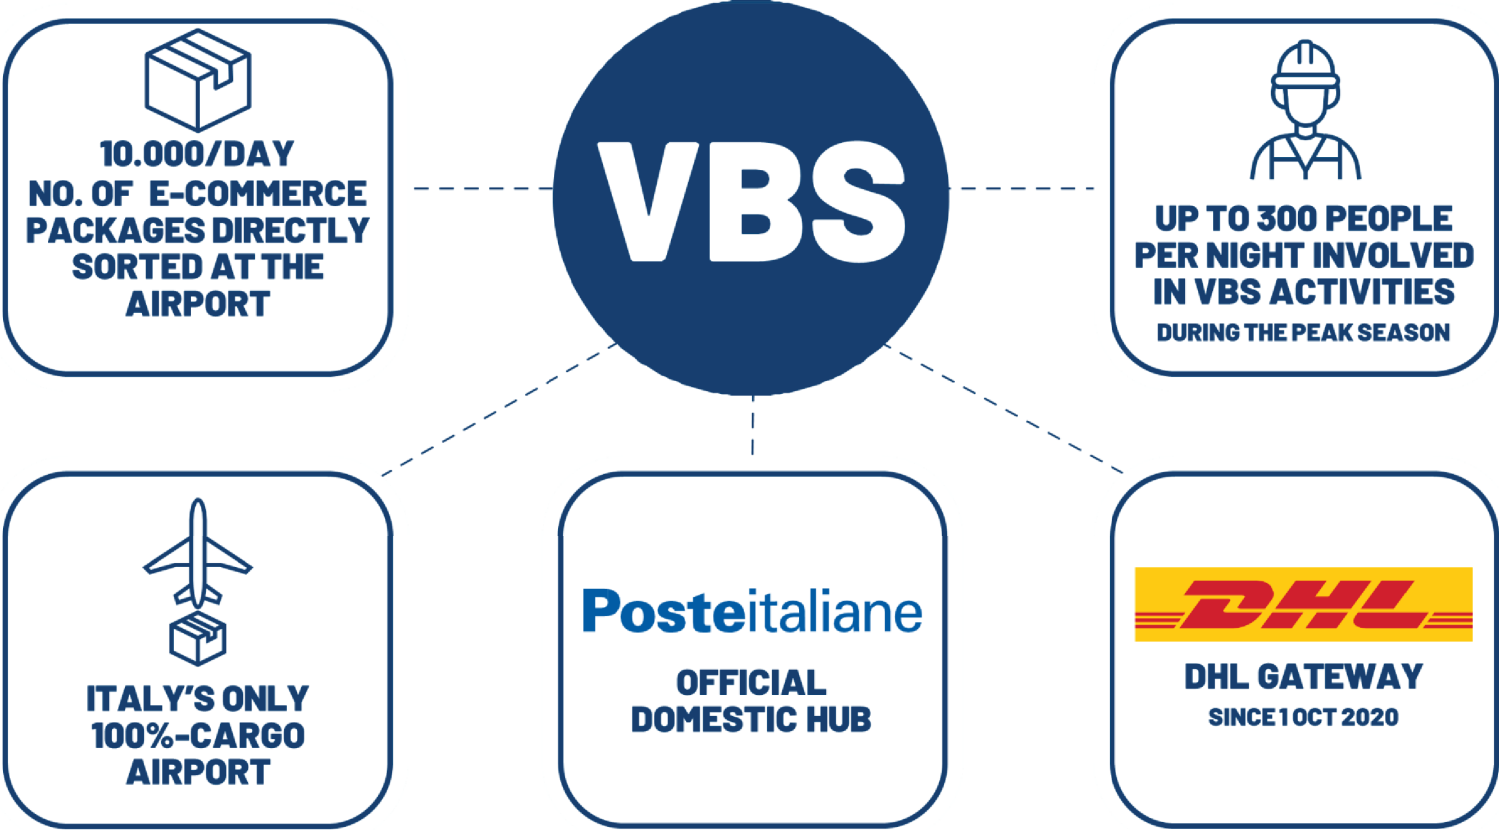 VBS
10.000/DAY
NO. OF E-COMMERCE
PACKAGES DIRECTLY
SORTED AT THE
AIRPORT
UP TO 300 PEOPLE
PER NIGHT INVOLVED
IN VBS ACTIVITIES
DURING THE PEAK SEASON
ITALY'S ONLY
100%-CARGO
AIRPORT
Posteitaliane
OFFICIAL
DOMESTIC HUB
DHL
DHL GATEWAY
SINCE 1 OCT 2020